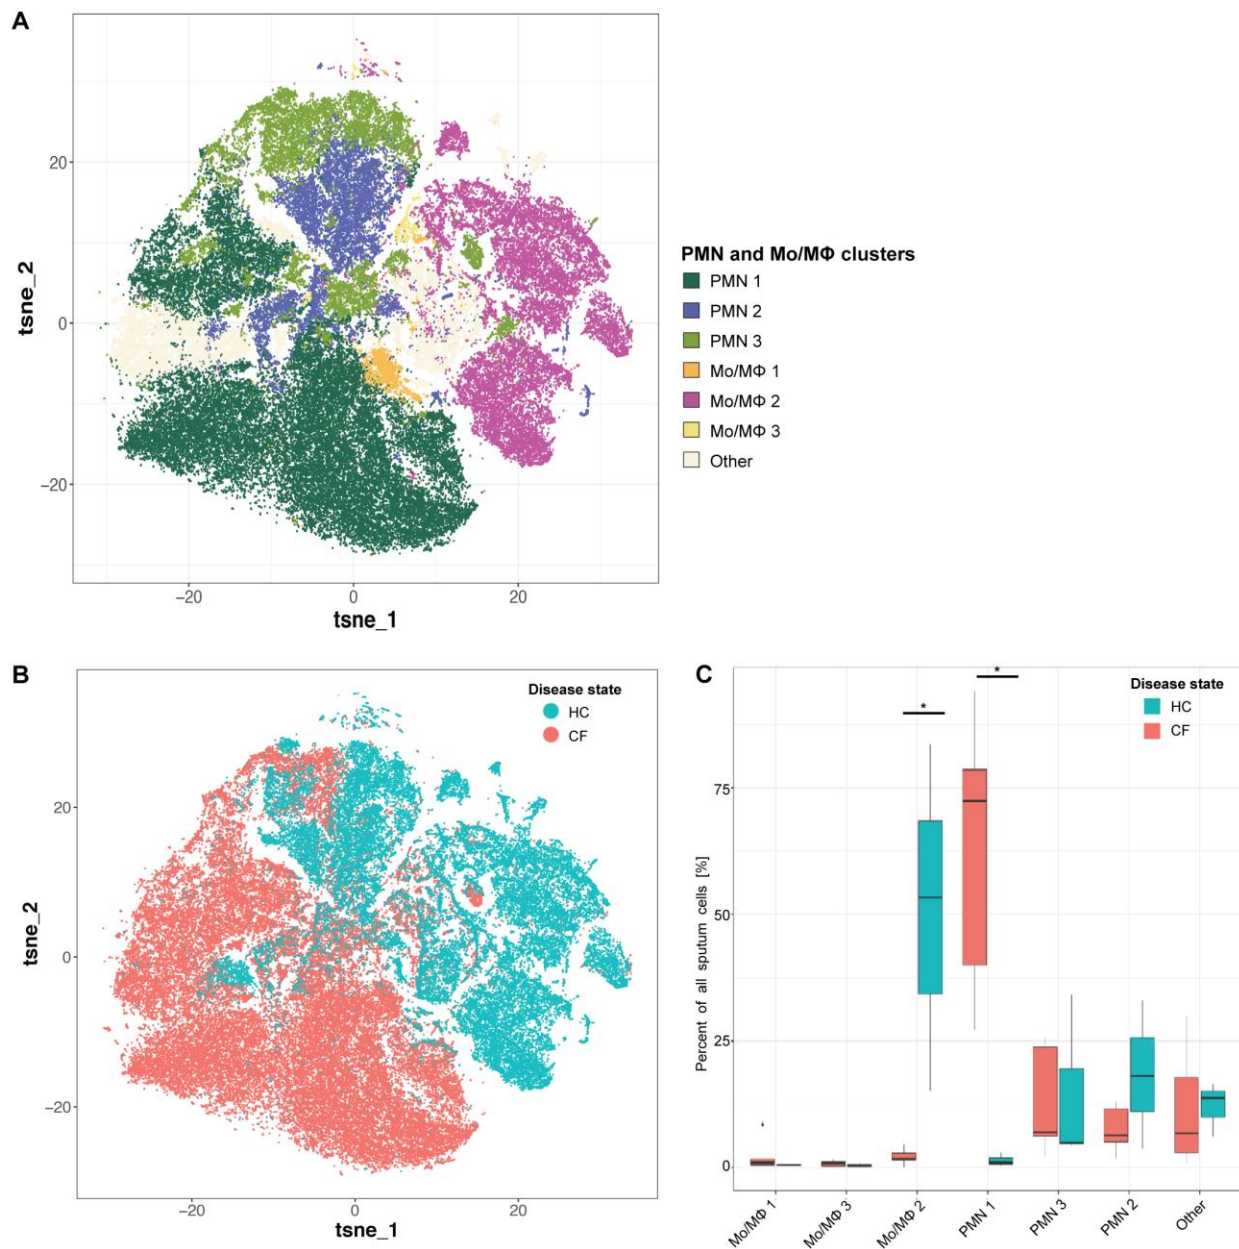 A
20
0
−20
tsne_2
−20
0
20
tsne_1
PMN and Mo/MΦ clusters
PMN 1
PMN 2
PMN 3
Mo/MΦ 1
Mo/MΦ 2
Mo/MΦ 3
Other
B
Disease state
HC
CF
20
0
−20
tsne_2
−20
0
20
tsne_1
C
*
*
Disease state
HC
CF
75
50
25
0
Percent of all sputum cells [%]
Mo/MΦ 1
Mo/MΦ 3
Mo/MΦ 2
PMN 1
PMN 3
PMN 2
Other